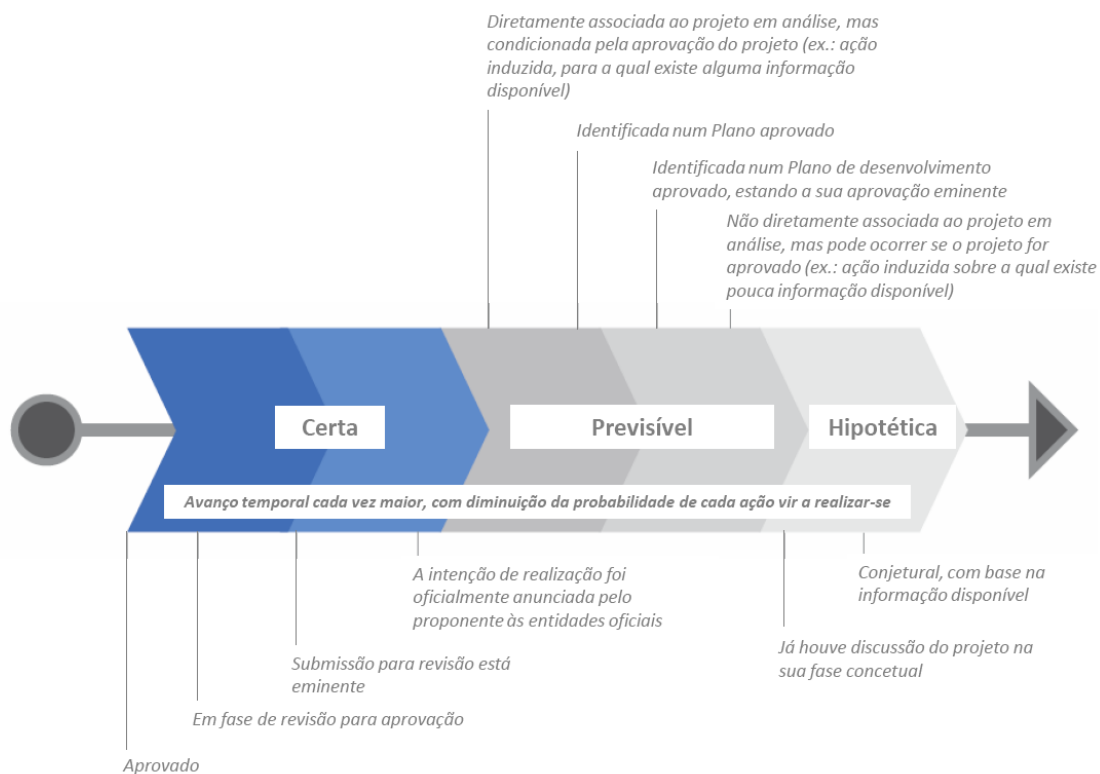 Diretamente associada ao projeto em análise, mas
condicionada pela aprovação do projeto (ex.: ação
induzida, para a qual existe alguma informação
disponível)
Identificada num Plano aprovado
Identificada num Plano de desenvolvimento
aprovado, estando a sua aprovação eminente
Não diretamente associada ao projeto em
análise, mas pode ocorrer se o projeto for
aprovado (ex.: ação induzida sobre a qual existe
pouca informação disponível)
Certa
Previsível
Hipotética
Avanço temporal cada vez maior, com diminuição da probabilidade de cada ação vir a realizar-se
A intenção de realização foi
oficialmente anunciada pelo
proponente às entidades oficiais
Conjetural, com base na
informação disponível
Já houve discussão do projeto na
sua fase concetual
Submissão para revisão está
eminente
Em fase de revisão para aprovação
Aprovado